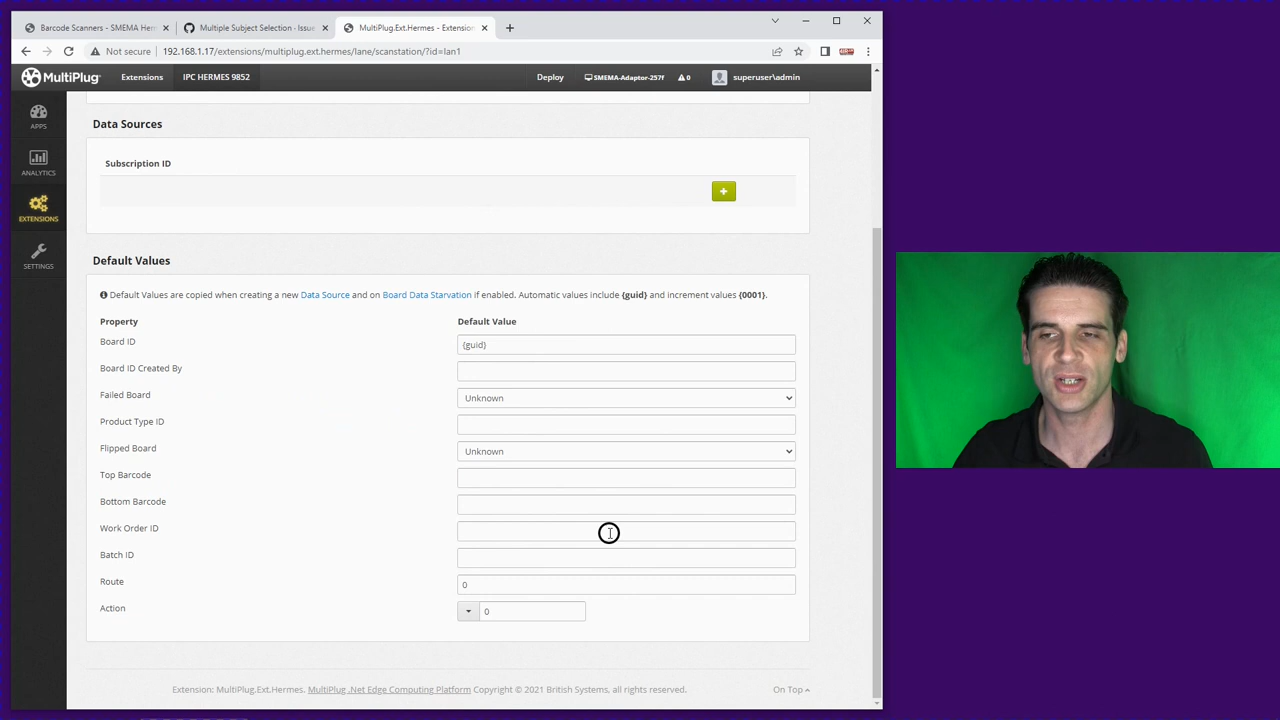 Barcode Scanners – SMEMA Herm
Multiple Subject Selection · Issue
MultiPlug.Ext.Hermes - Extension
Not secure 192.168.1.17/extensions/multiplug.ext.hermes/lane/scanstation/?id=lan1
MultiPlug Extensions IPC HERMES 9852 Deploy SMEMA-Adaptor-257f 0 superuser\admin
APPS
ANALYTICS
EXTENSIONS
SETTINGS
Data Sources
Subscription ID
+
Default Values
Default Values are copied when creating a new Data Source and on Board Data Starvation if enabled. Automatic values include {guid} and increment values {0001}.
Property Default Value
Board ID {guid}
Board ID Created By
Failed Board Unknown
Product Type ID
Flipped Board Unknown
Top Barcode
Bottom Barcode
Work Order ID
Batch ID
Route 0
Action 0
Extension: MultiPlug.Ext.Hermes. MultiPlug .Net Edge Computing Platform Copyright © 2021 British Systems, all rights reserved. On Top